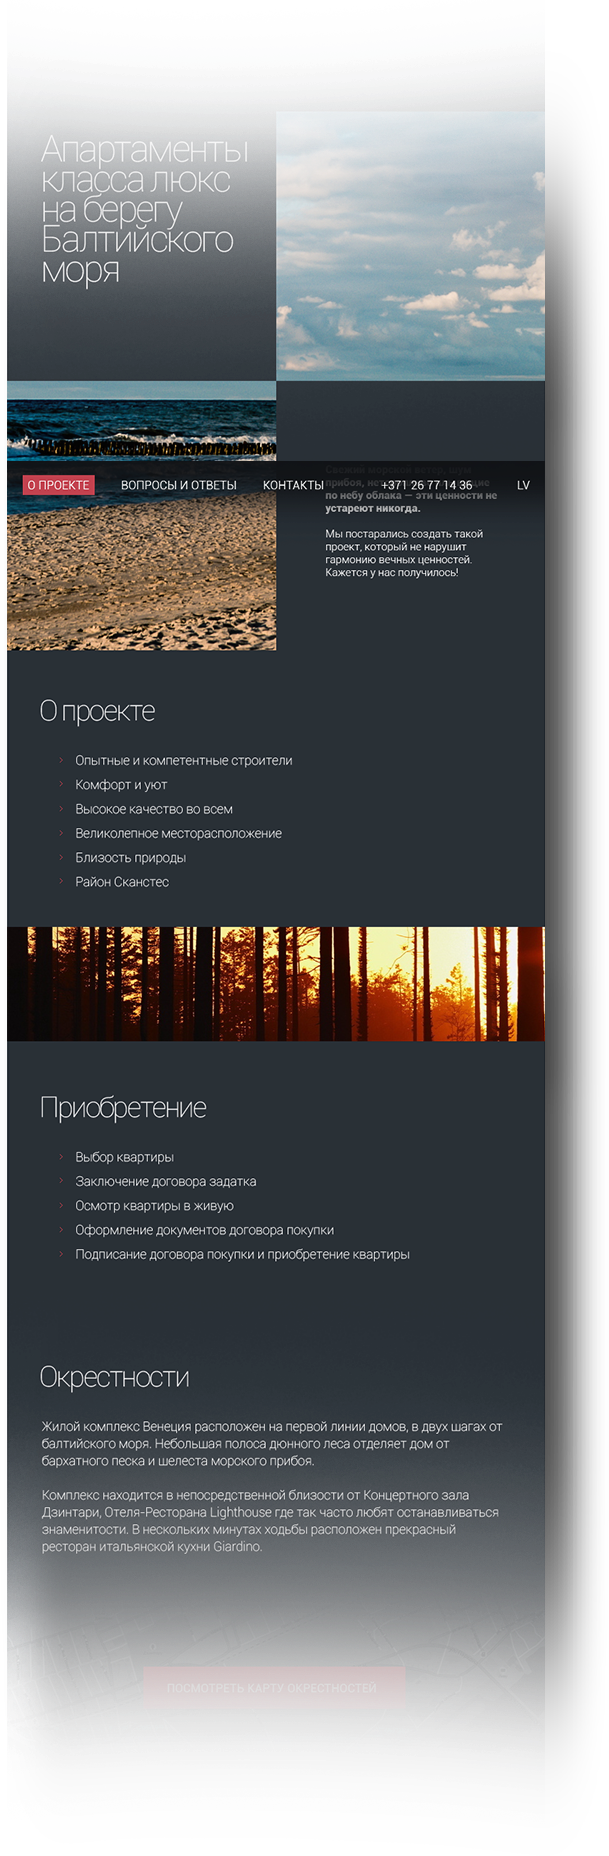 Апартаменты
класса люкс
на берегу
Балтийского
моря
Свежий морской ветер, шум
О ПРОЕКТЕ ВОПРОСЫ И ОТВЕТЫ КОНТАКТЫ +371 26 77 14 36 LV
прибоя,
по небу облака — эти ценности не
устареют никогда.
Мы постарались создать такой
проект, который не нарушит
гармонию вечных ценностей.
Кажется у нас получилось!
О проекте
Опытные и компетентные строители
Комфорт и уют
Высокое качество во всем
Великолепное месторасположение
Близость природы
Район Сканстес
Приобретение
Выбор квартиры
Заключение договора задатка
Осмотр квартиры в живую
Оформление документов договора покупки
Подписание договора покупки и приобретение квартиры
Окрестности
Жилой комплекс Венеция расположен на первой линии домов, в двух шагах от
балтийского моря. Небольшая полоса дюнного леса отделяет дом от
бархатного песка и шелеста морского прибоя.
Комплекс находится в непосредственной близости от Концертного зала
Дзинтари, Отеля-Ресторана Lighthouse где так часто любят останавливаться
знаменитости. В нескольких минутах ходьбы расположен прекрасный
ресторан итальянской кухни Giardino.
ПОСМОТРЕТЬ КАРТУ ОКРЕСТНОСТЕЙ